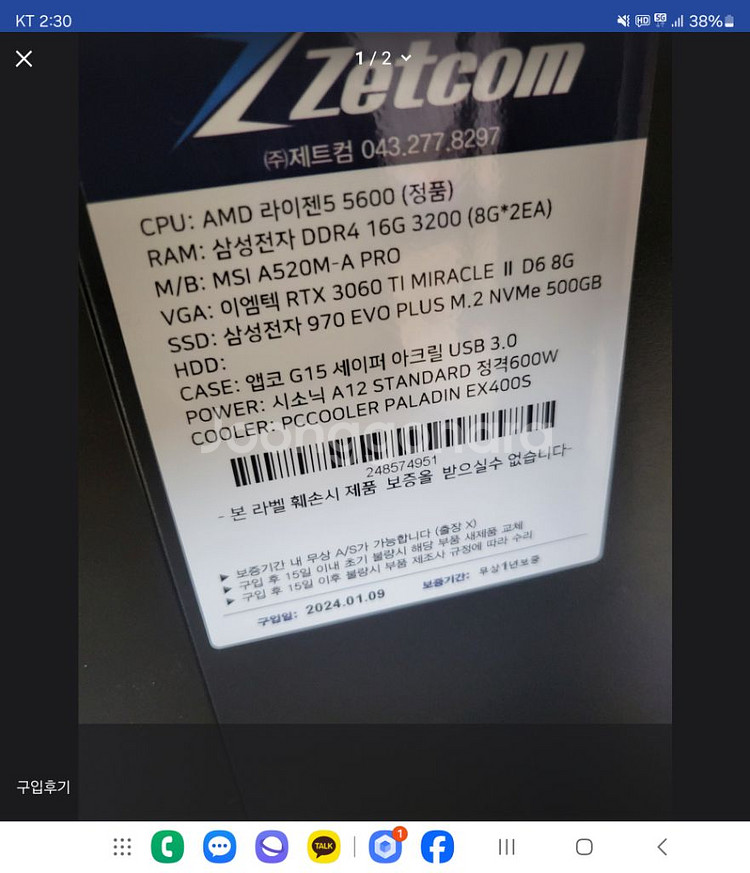 KT 2:30
HD 5G 38%
1 / 2
Zetcom
(주)제트컴 043.277.8297
CPU: AMD 라이젠5 5600 (정품)
RAM: 삼성전자 DDR4 16G 3200 (8G*2EA)
M/B: MSI A520M-A PRO
VGA: 이엠텍 RTX 3060 TI MIRACLE II D6 8G
SSD: 삼성전자 970 EVO PLUS M.2 NVMe 500GB
HDD:
CASE: 앱코 G15 세이퍼 아크릴 USB 3.0
POWER: 시소닉 A12 STANDARD 정격600W
COOLER: PCCOOLER PALADIN EX400S
Joonggonara
248574951
- 본 라벨 훼손시 제품 보증을 받으실수 없습니다-
▶ 보증기간 내 무상 A/S가 가능합니다 (출장 X)
▶ 구입 후 15일 이내 초기 불량시 해당 부품 새제품 교체
▶ 구입 후 15일 이후 불량시 부품 제조사 규정에 따라 수리
구입일: 2024.01.09 보증기간: 무상1년보증
구입후기
TALK
1